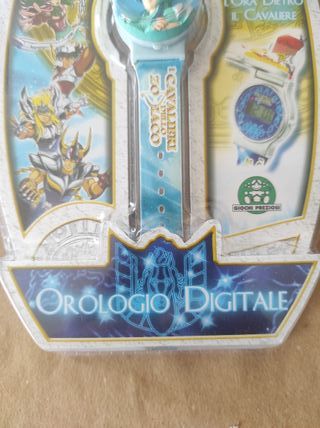 L'ORA DIETRO
IL CAVALIERE
I CAVALIERI
DELLO
ZODIACO
GIOCHI PREZIOSI
OROLOGIO DIGITALE